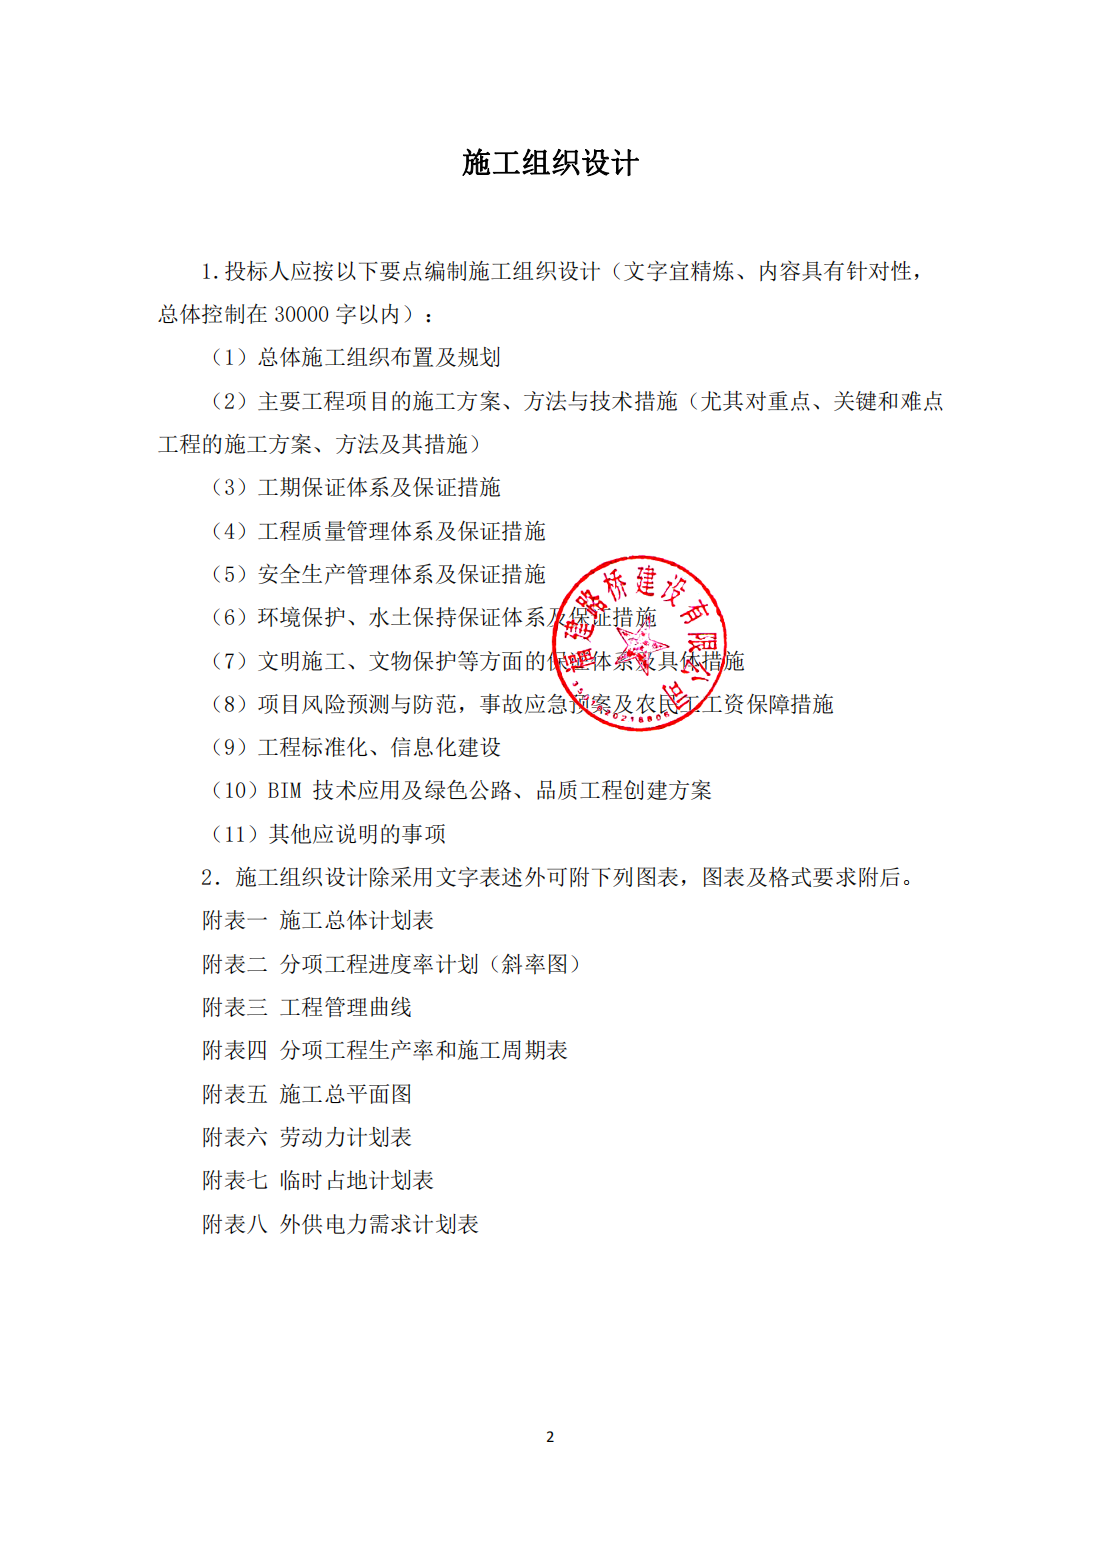 施工组织设计
1.投标人应按以下要点编制施工组织设计（文字宜精炼、内容具有针对性，
总体控制在 30000 字以内）：
（1）总体施工组织布置及规划
（2）主要工程项目的施工方案、方法与技术措施（尤其对重点、关键和难点
工程的施工方案、方法及其措施）
（3）工期保证体系及保证措施
（4）工程质量管理体系及保证措施
（5）安全生产管理体系及保证措施
（6）环境保护、水土保持保证体系及保证措施
（7）文明施工、文物保护等方面的保证体系及具体措施
（8）项目风险预测与防范，事故应急预案及农民工工资保障措施
（9）工程标准化、信息化建设
（10）BIM 技术应用及绿色公路、品质工程创建方案
（11）其他应说明的事项
2．施工组织设计除采用文字表述外可附下列图表，图表及格式要求附后。
附表一 施工总体计划表
附表二 分项工程进度率计划（斜率图）
附表三 工程管理曲线
附表四 分项工程生产率和施工周期表
附表五 施工总平面图
附表六 劳动力计划表
附表七 临时占地计划表
附表八 外供电力需求计划表
福建路桥建设有限公司
2